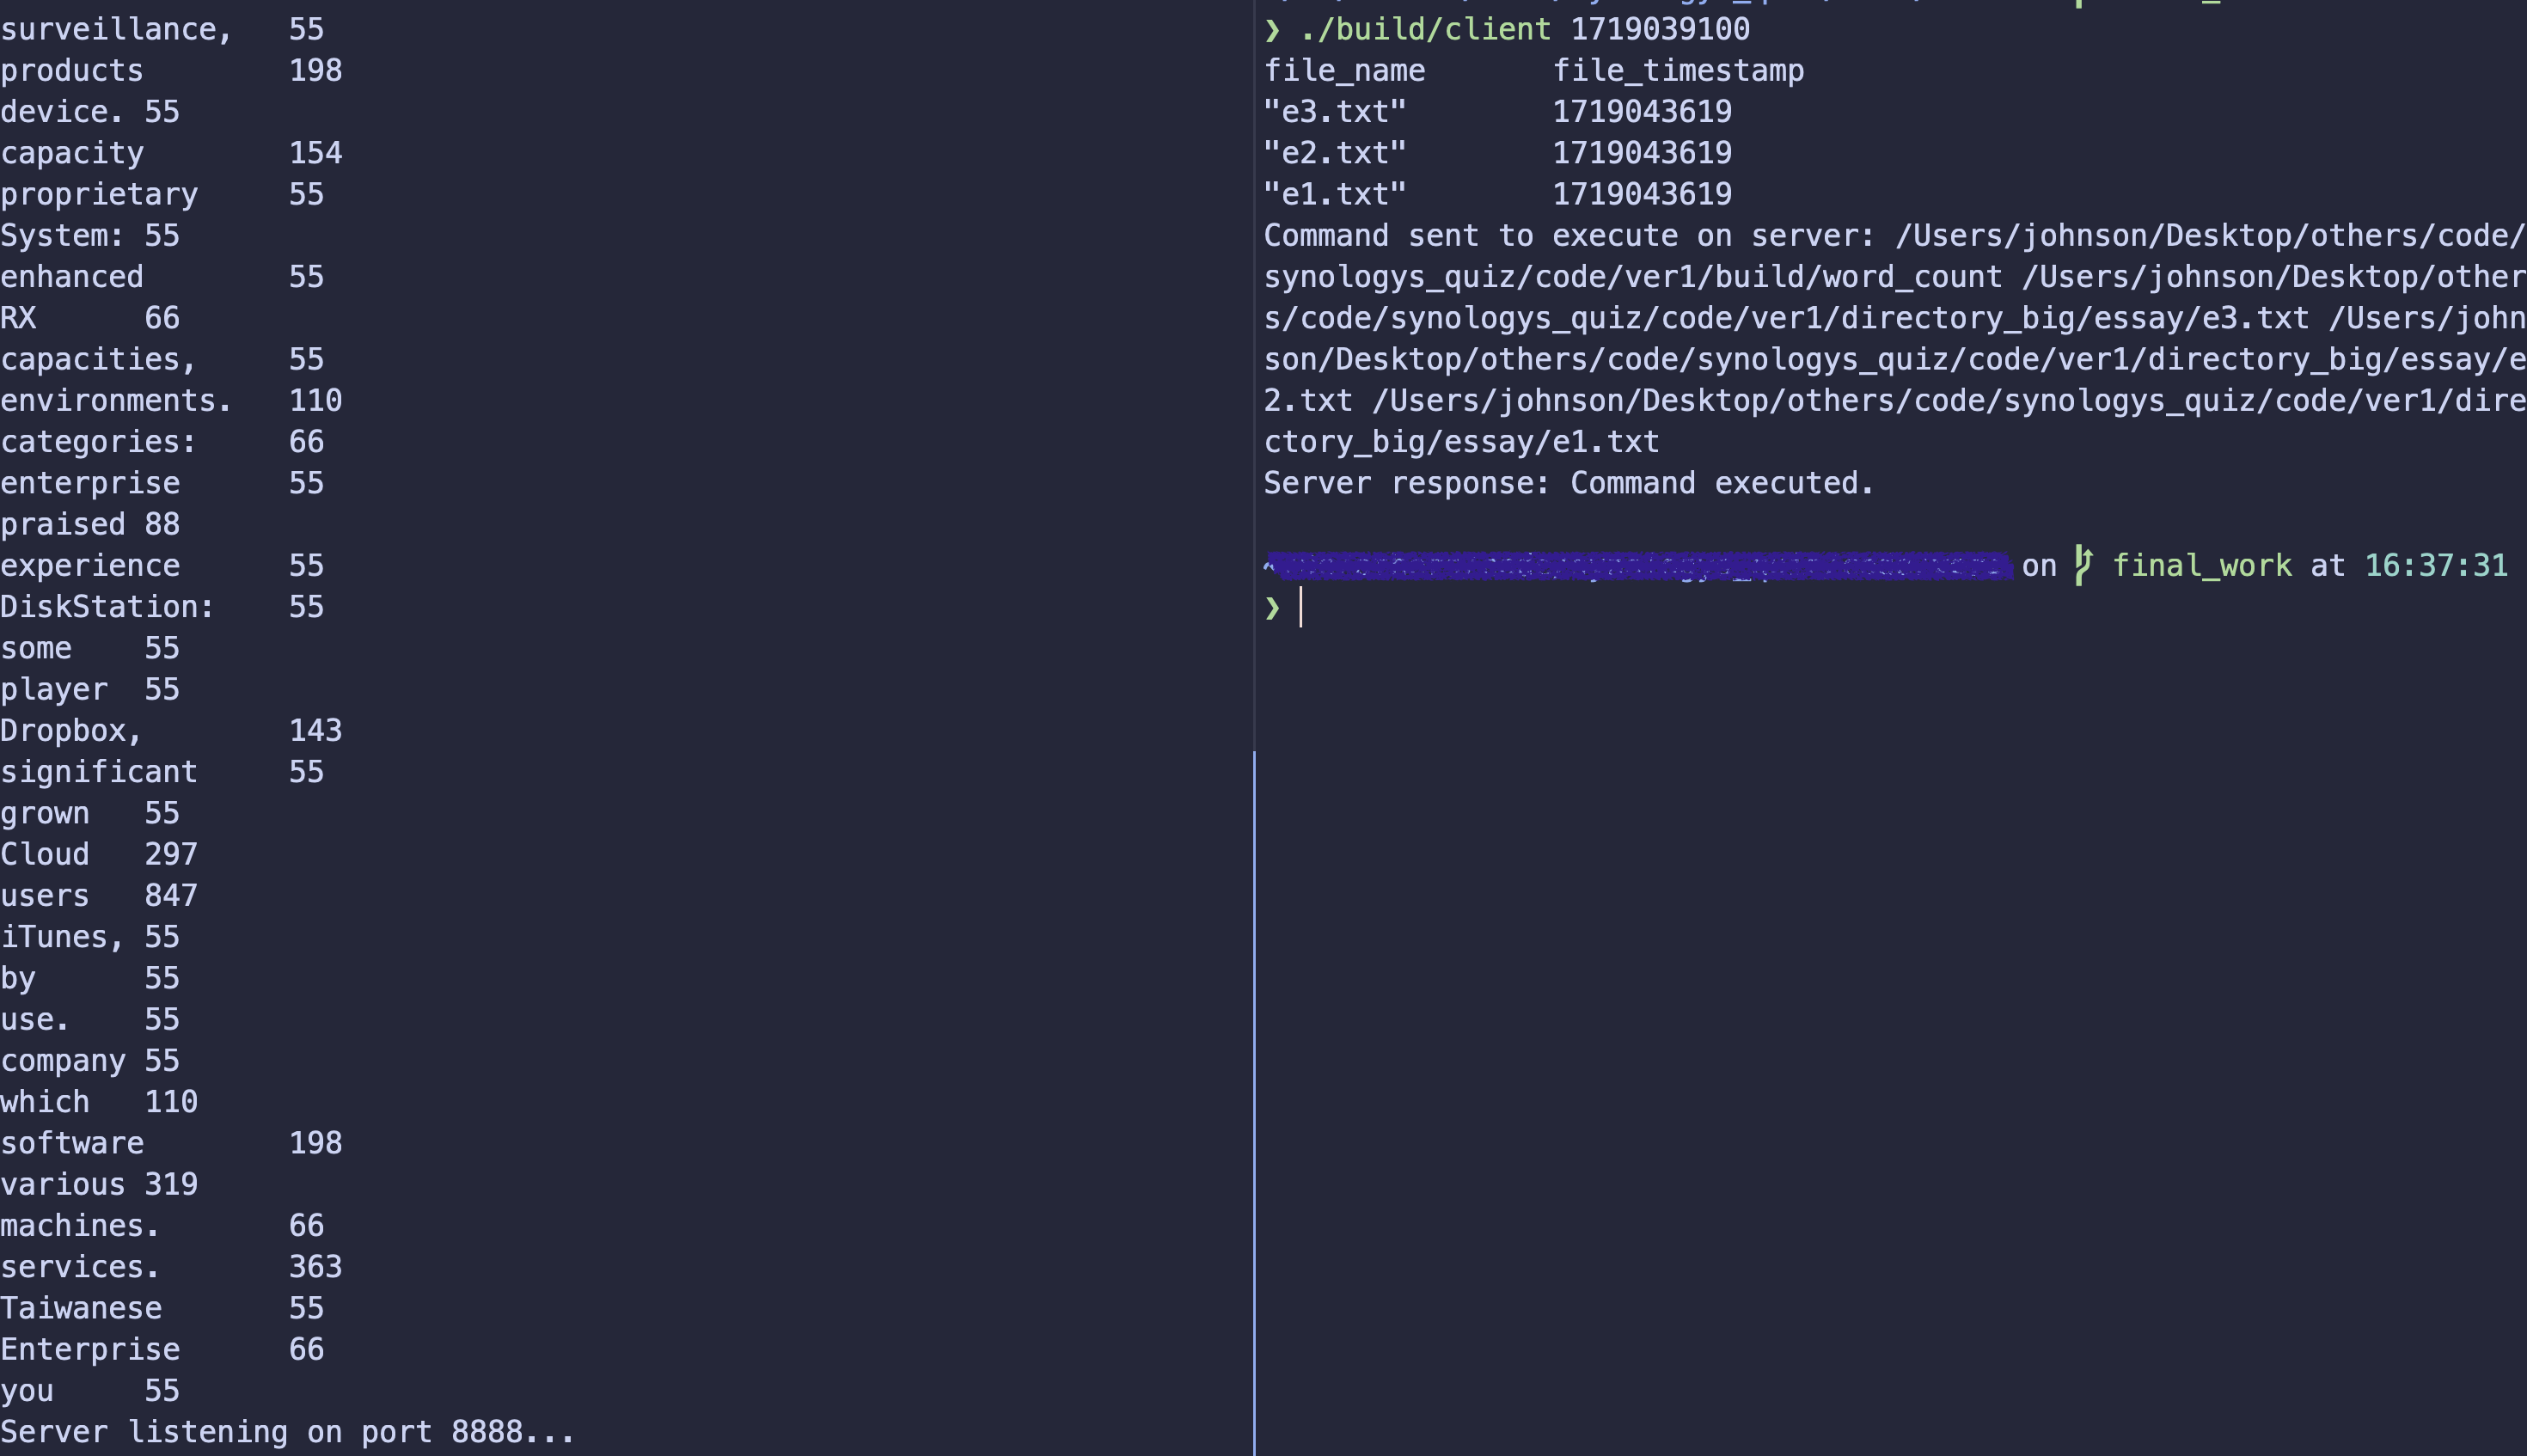 surveillance,	55
products	198
device.	55
capacity	154
proprietary	55
System:	55
enhanced	55
RX	66
capacities,	55
environments.	110
categories:	66
enterprise	55
praised	88
experience	55
DiskStation:	55
some	55
player	55
Dropbox,	143
significant	55
grown	55
Cloud	297
users	847
iTunes,	55
by	55
use.	55
company	55
which	110
software	198
various	319
machines.	66
services.	363
Taiwanese	55
Enterprise	66
you	55
Server listening on port 8888...
❯ ./build/client 1719039100
file_name	file_timestamp
"e3.txt"	1719043619
"e2.txt"	1719043619
"e1.txt"	1719043619
Command sent to execute on server: /Users/johnson/Desktop/others/code/
synologys_quiz/code/ver1/build/word_count /Users/johnson/Desktop/other
s/code/synologys_quiz/code/ver1/directory_big/essay/e3.txt /Users/john
son/Desktop/others/code/synologys_quiz/code/ver1/directory_big/essay/e
2.txt /Users/johnson/Desktop/others/code/synologys_quiz/code/ver1/dire
ctory_big/essay/e1.txt
Server response: Command executed.
on final_work at 16:37:31
❯